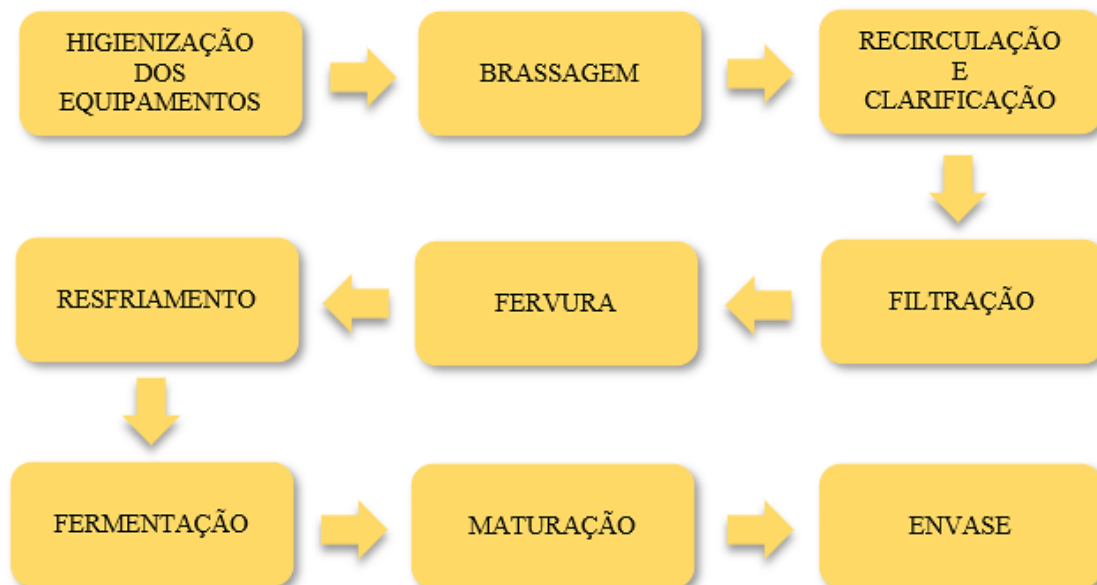 HIGIENIZAÇÃO
DOS
EQUIPAMENTOS
BRASSAGEM
RECIRCULAÇÃO
E
CLARIFICAÇÃO
FILTRAÇÃO
FERVURA
RESFRIAMENTO
FERMENTAÇÃO
MATURAÇÃO
ENVASE